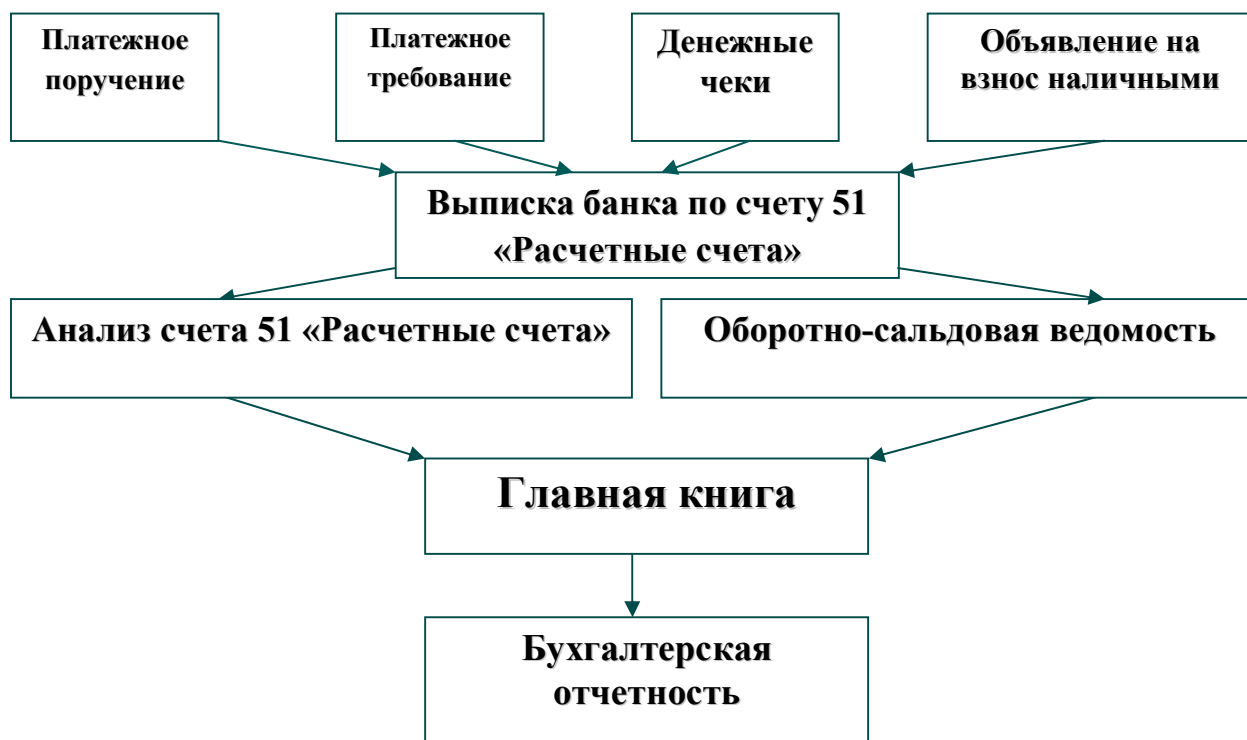 Платежное
поручение
Платежное
требование
Денежные
чеки
Объявление на
взнос наличными
Выписка банка по счету 51
«Расчетные счета»
Анализ счета 51 «Расчетные счета»
Оборотно-сальдовая ведомость
Главная книга
Бухгалтерская
отчетность